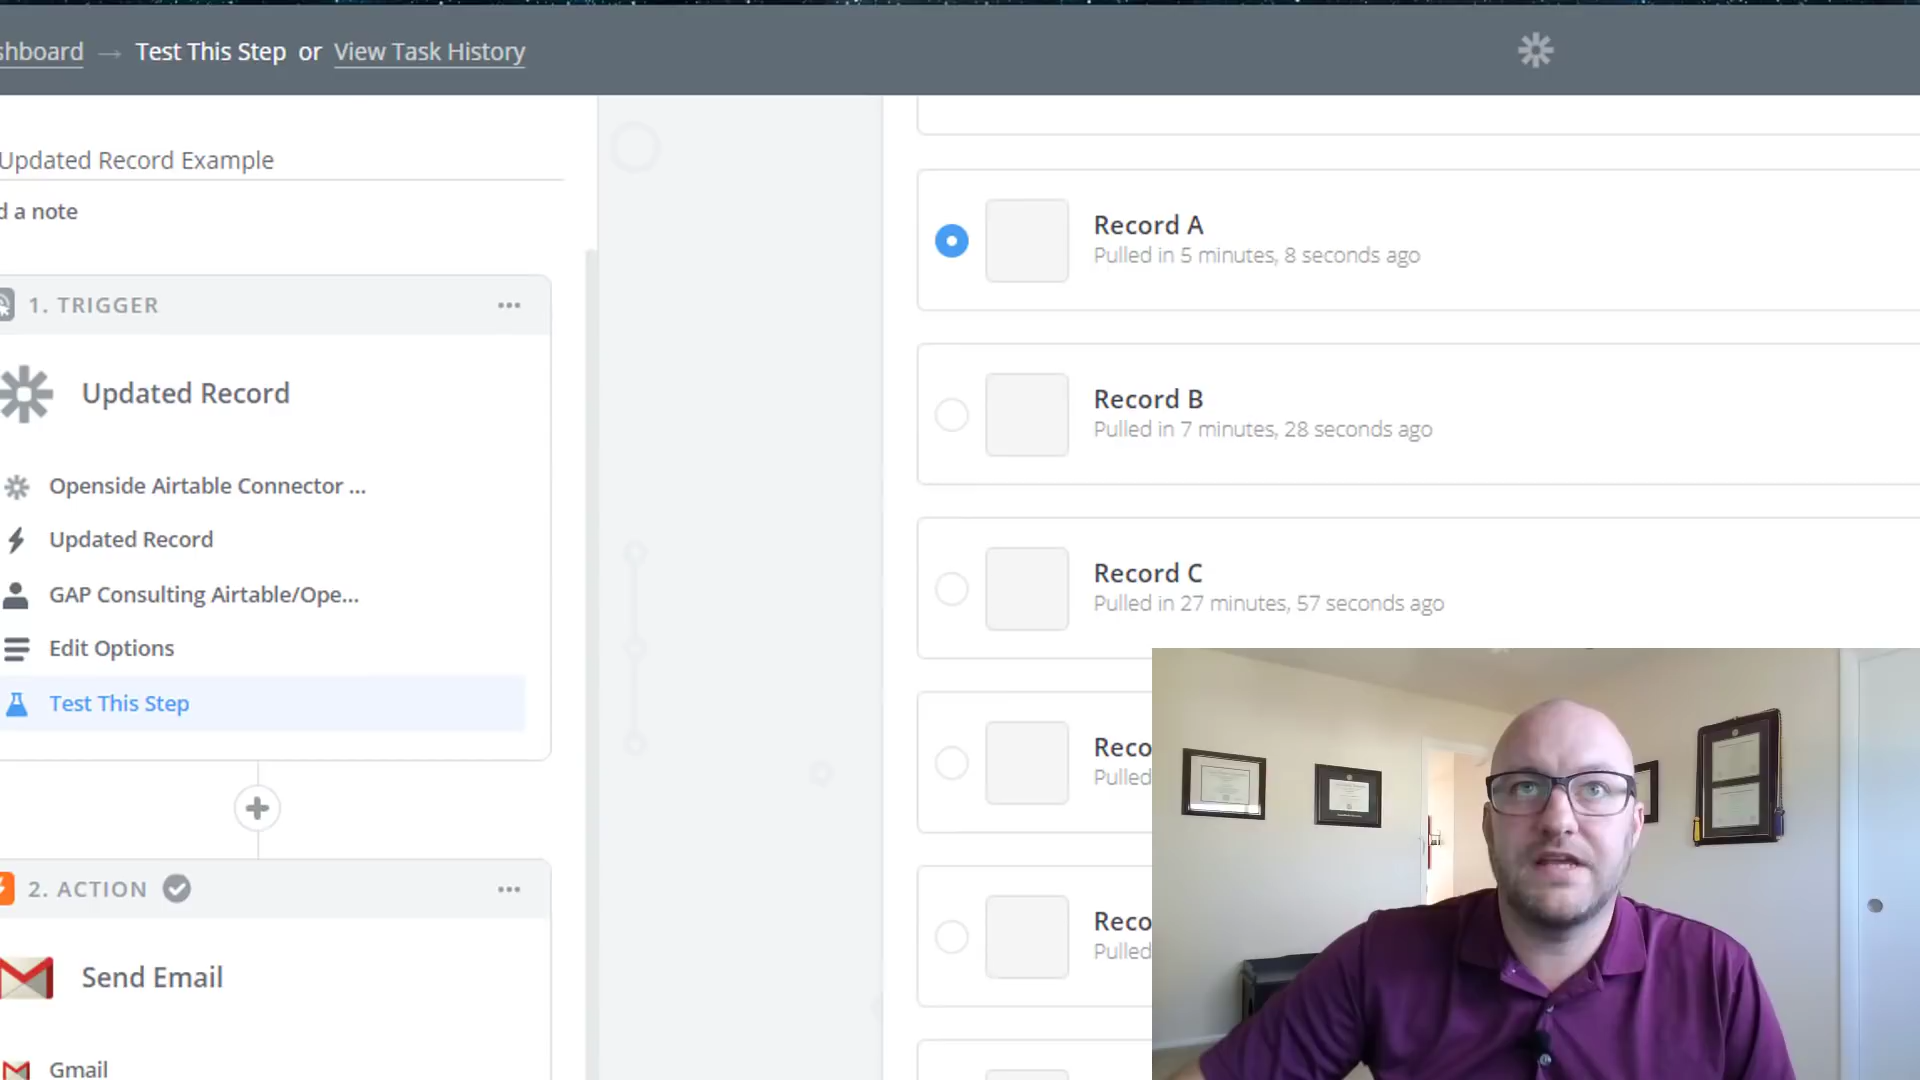 shboard → Test This Step or View Task History
Updated Record Example
d a note
1. TRIGGER
Updated Record
Openside Airtable Connector ...
Updated Record
GAP Consulting Airtable/Ope...
Edit Options
Test This Step
2. ACTION
Send Email
Gmail
Record A
Pulled in 5 minutes, 8 seconds ago
Record B
Pulled in 7 minutes, 28 seconds ago
Record C
Pulled in 27 minutes, 57 seconds ago
Reco
Pulled
Reco
Pulled